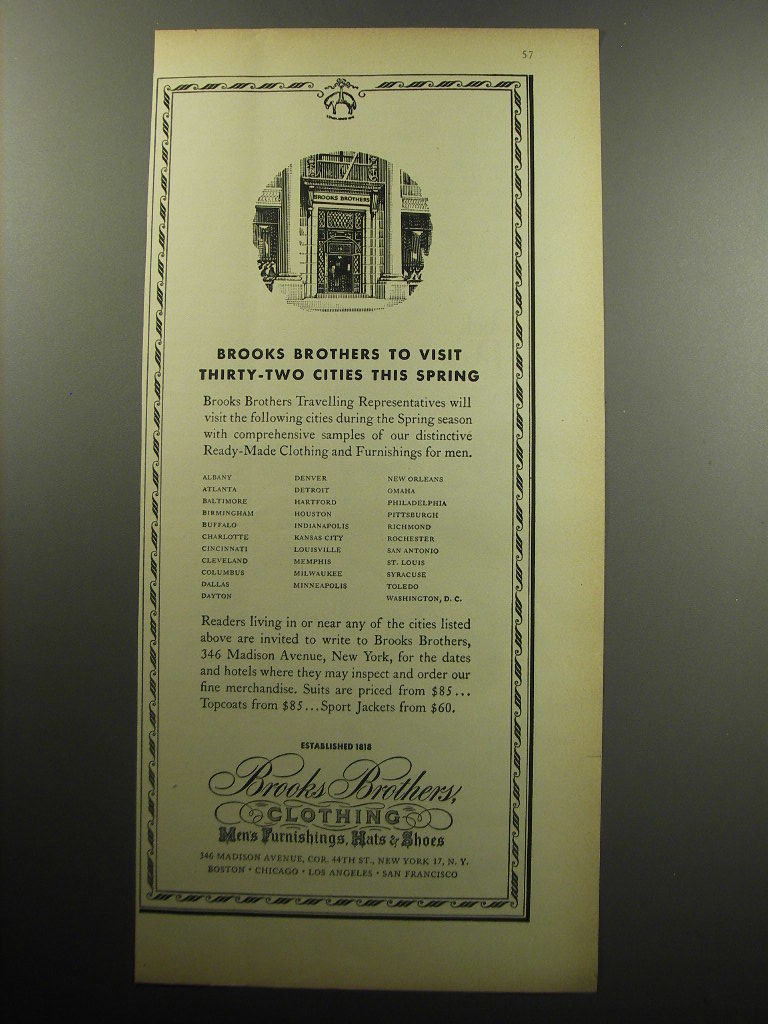 57
BROOKS BROTHERS
BROOKS BROTHERS TO VISIT
THIRTY-TWO CITIES THIS SPRING
Brooks Brothers Travelling Representatives will
visit the following cities during the Spring season
with comprehensive samples of our distinctive
Ready-Made Clothing and Furnishings for men.
ALBANY
ATLANTA
BALTIMORE
BIRMINGHAM
BUFFALO
CHARLOTTE
CINCINNATI
CLEVELAND
COLUMBUS
DALLAS
DAYTON
DENVER
DETROIT
HARTFORD
HOUSTON
INDIANAPOLIS
KANSAS CITY
LOUISVILLE
MEMPHIS
MILWAUKEE
MINNEAPOLIS
NEW ORLEANS
OMAHA
PHILADELPHIA
PITTSBURGH
RICHMOND
ROCHESTER
SAN ANTONIO
ST. LOUIS
SYRACUSE
TOLEDO
WASHINGTON, D. C.
Readers living in or near any of the cities listed
above are invited to write to Brooks Brothers,
346 Madison Avenue, New York, for the dates
and hotels where they may inspect and order our
fine merchandise. Suits are priced from $85...
Topcoats from $85...Sport Jackets from $60.
ESTABLISHED 1818
Brooks Brothers,
CLOTHING
Men's Furnishings, Hats & Shoes
346 MADISON AVENUE, COR. 44TH ST., NEW YORK 17, N. Y.
BOSTON • CHICAGO • LOS ANGELES • SAN FRANCISCO